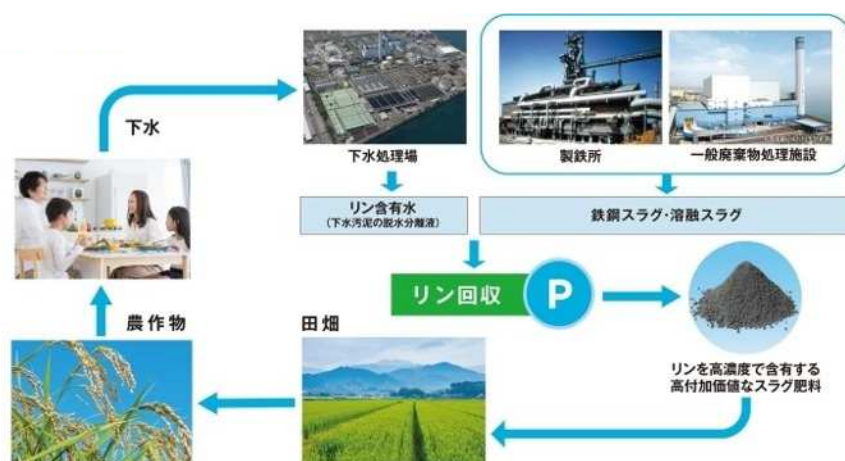 下水
下水処理場
製鉄所
一般廃棄物処理施設
リン含有水
(下水汚泥の脱水分離液)
鉄鋼スラグ・溶融スラグ
リン回収
P
農作物
田畑
リンを高濃度で含有する
高付加価値なスラグ肥料